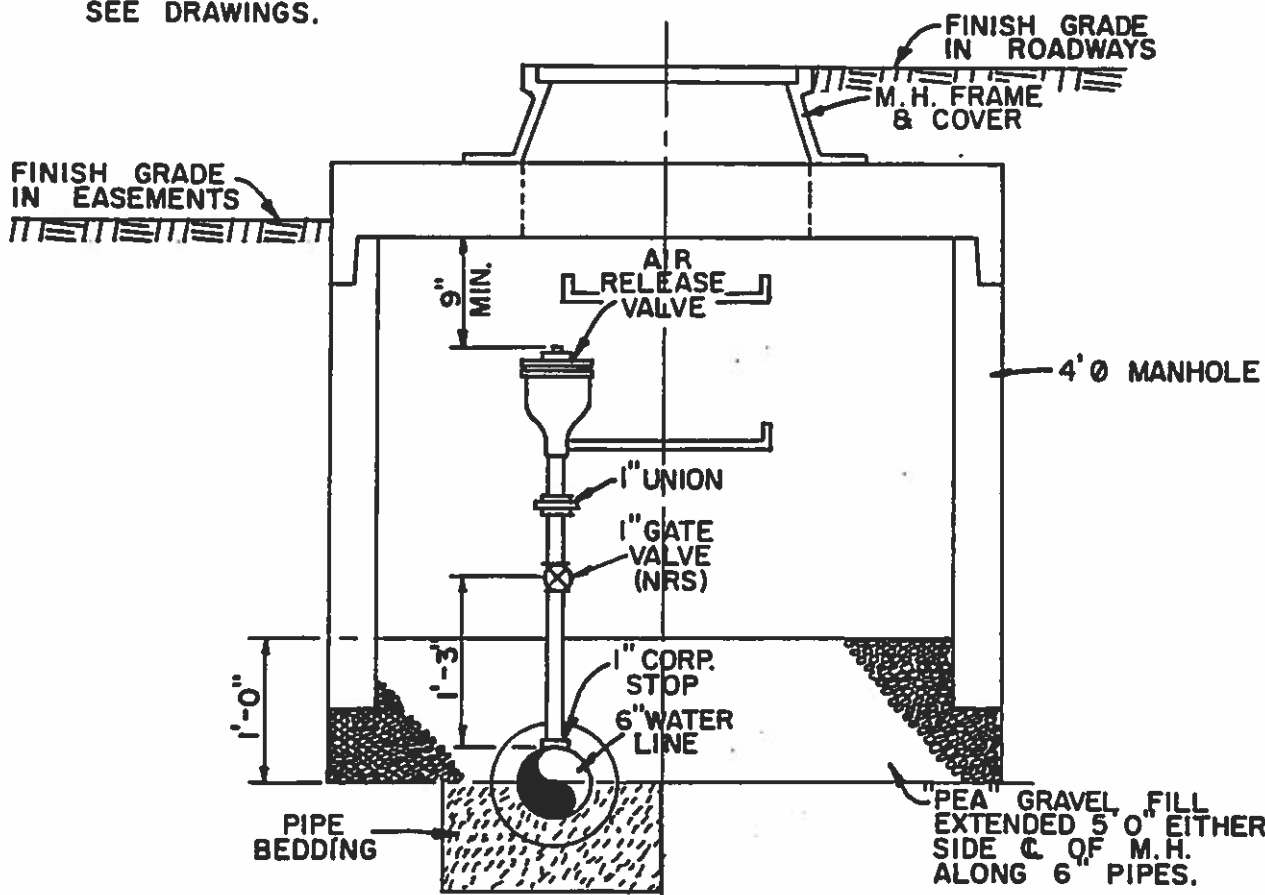 SEE DRAWINGS.
FINISH GRADE
IN ROADWAYS
M.H. FRAME
& COVER
FINISH GRADE
IN EASEMENTS
9"
MIN.
AIR
RELEASE
VALVE
4'Ø MANHOLE
1" UNION
1" GATE
VALVE
(NRS)
1'-3"
1'-0"
1" CORP.
STOP
6" WATER
LINE
PIPE
BEDDING
"PEA" GRAVEL FILL
EXTENDED 5'0" EITHER
SIDE ℄ OF M.H.
ALONG 6" PIPES.